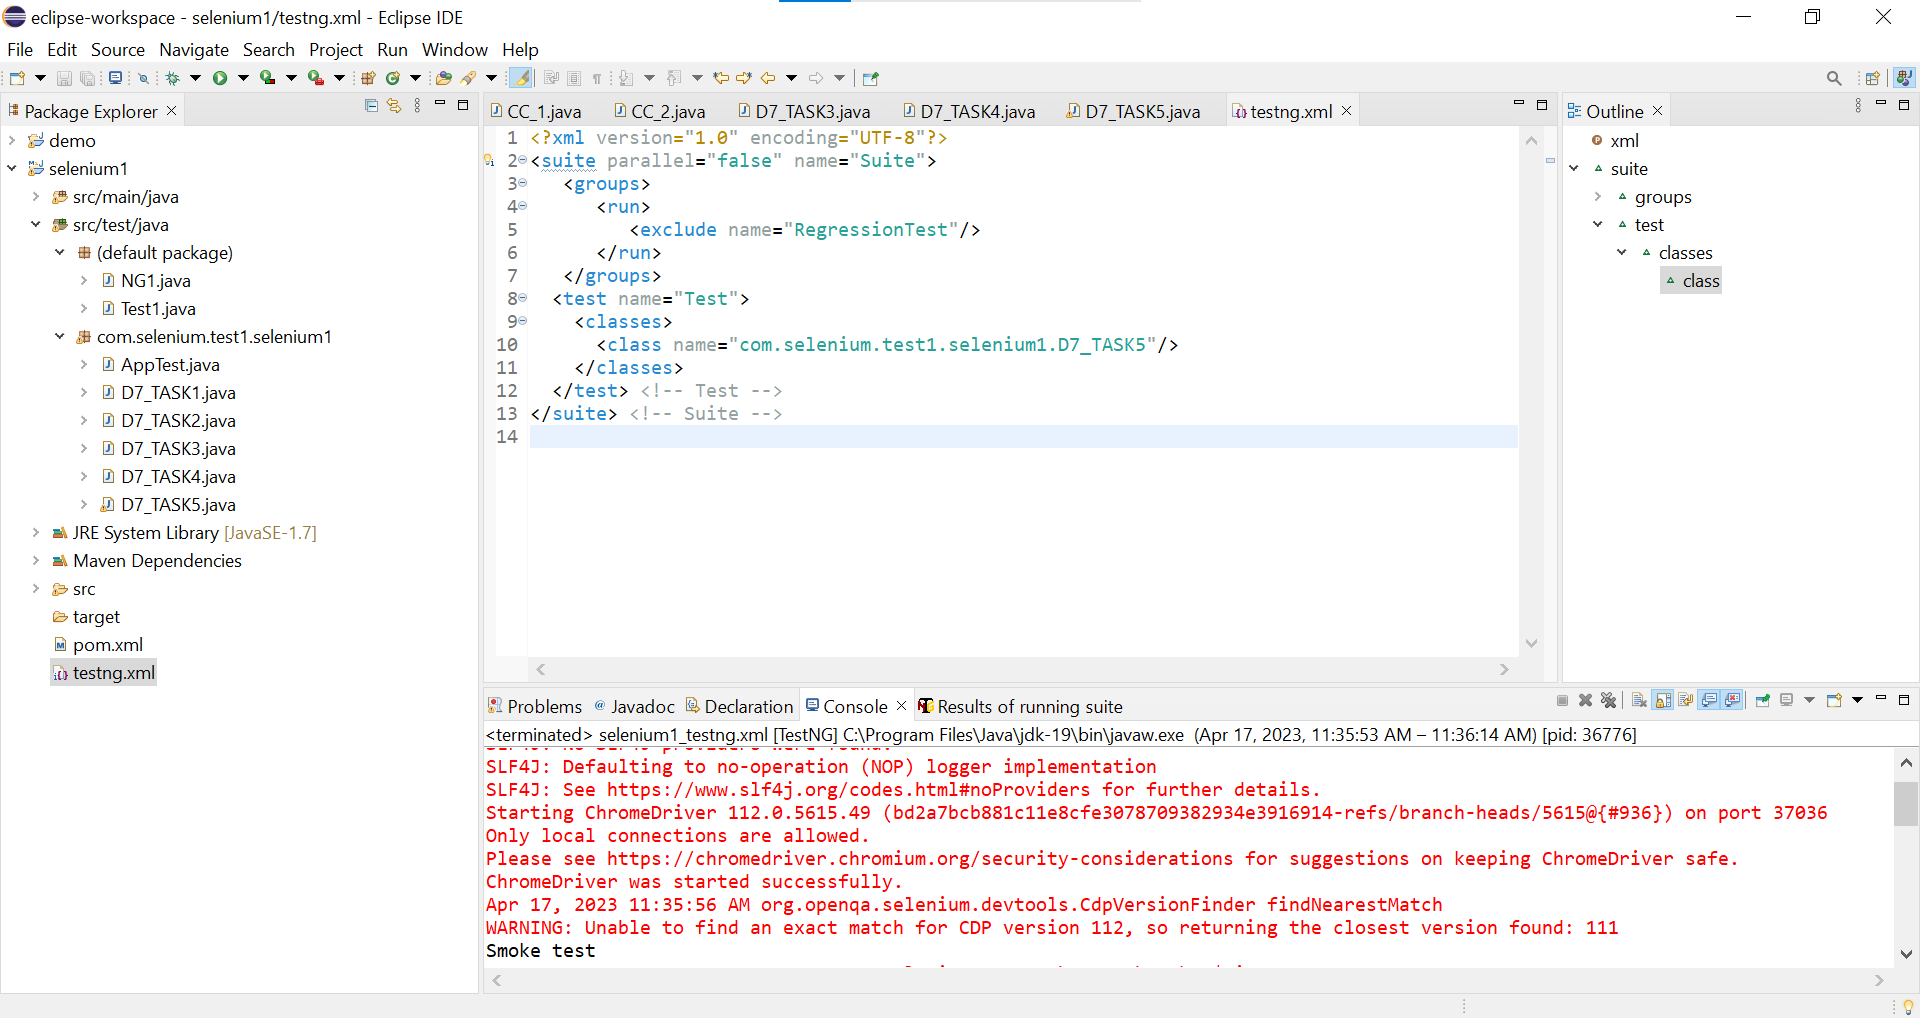 eclipse-workspace - selenium1/testng.xml - Eclipse IDE
File Edit Source Navigate Search Project Run Window Help
Package Explorer
demo
selenium1
src/main/java
src/test/java
(default package)
NG1.java
Test1.java
com.selenium.test1.selenium1
AppTest.java
D7_TASK1.java
D7_TASK2.java
D7_TASK3.java
D7_TASK4.java
D7_TASK5.java
JRE System Library [JavaSE-1.7]
Maven Dependencies
src
target
pom.xml
testng.xml
CC_1.java CC_2.java D7_TASK3.java D7_TASK4.java D7_TASK5.java testng.xml
1 <?xml version="1.0" encoding="UTF-8"?>
2 <suite parallel="false" name="Suite">
3 <groups>
4 <run>
5 <exclude name="RegressionTest"/>
6 </run>
7 </groups>
8 <test name="Test">
9 <classes>
10 <class name="com.selenium.test1.selenium1.D7_TASK5"/>
11 </classes>
12 </test> <!-- Test -->
13 </suite> <!-- Suite -->
14
Outline
xml
suite
groups
test
classes
class
Problems @ Javadoc Declaration Console Results of running suite
<terminated> selenium1_testng.xml [TestNG] C:\Program Files\Java\jdk-19\bin\javaw.exe (Apr 17, 2023, 11:35:53 AM – 11:36:14 AM) [pid: 36776]
SLF4J: No SLF4J providers were found.
SLF4J: Defaulting to no-operation (NOP) logger implementation
SLF4J: See https://www.slf4j.org/codes.html#noProviders for further details.
Starting ChromeDriver 112.0.5615.49 (bd2a7bcb881c11e8cfe3078709382934e3916914-refs/branch-heads/5615@{#936}) on port 37036
Only local connections are allowed.
Please see https://chromedriver.chromium.org/security-considerations for suggestions on keeping ChromeDriver safe.
ChromeDriver was started successfully.
Apr 17, 2023 11:35:56 AM org.openqa.selenium.devtools.CdpVersionFinder findNearestMatch
WARNING: Unable to find an exact match for CDP version 112, so returning the closest version found: 111
Smoke test